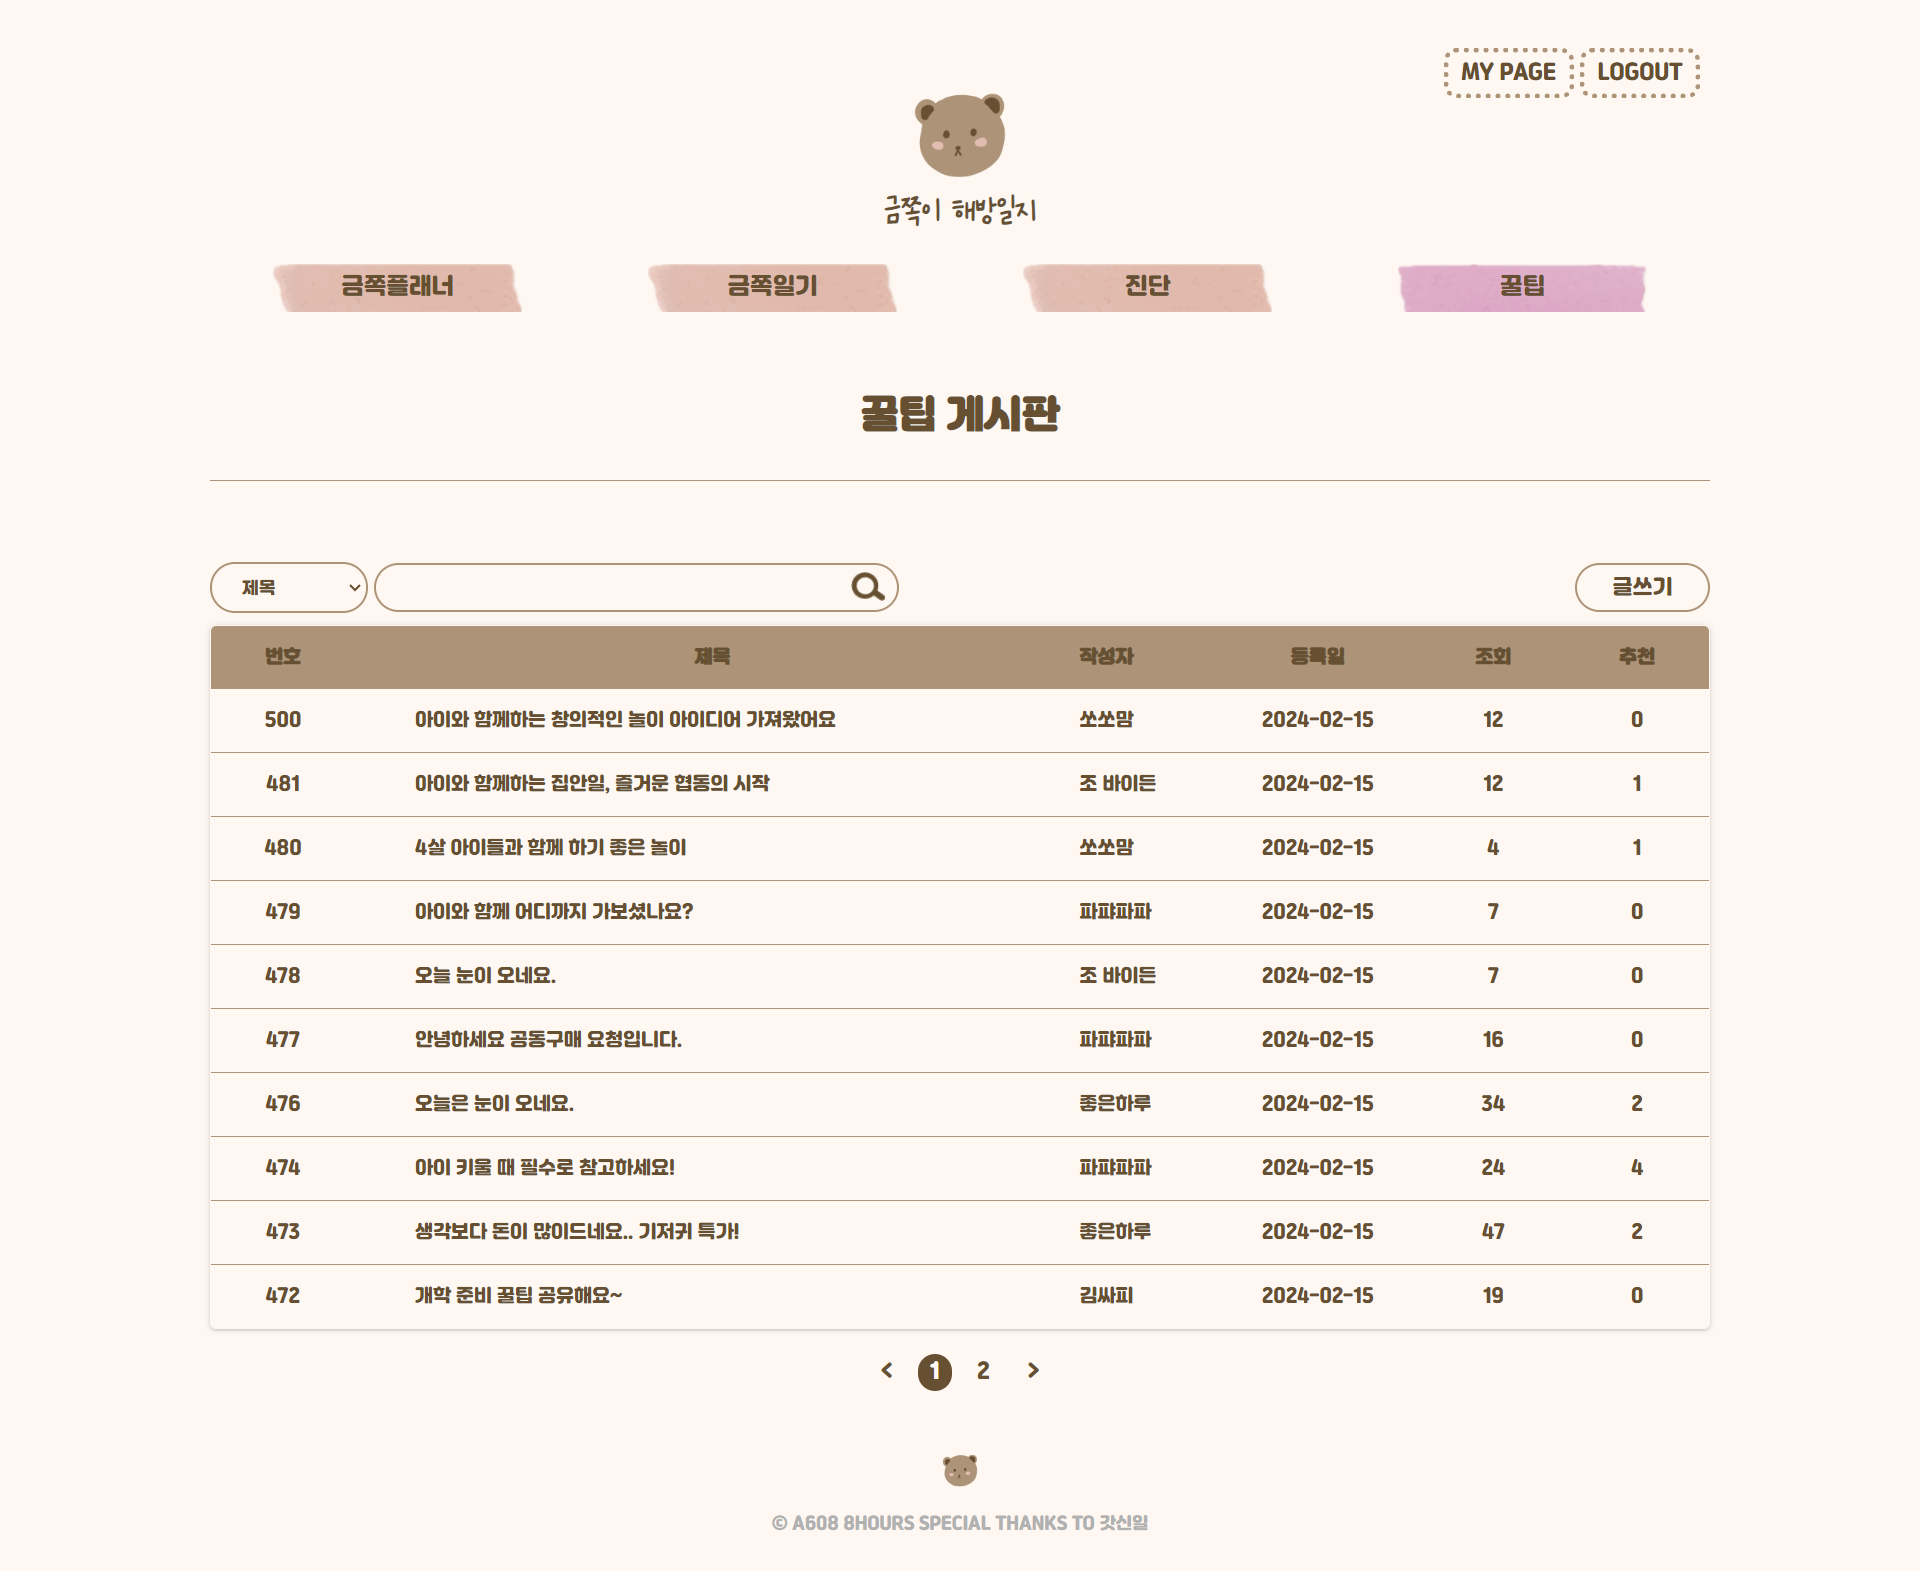 MY PAGE LOGOUT
금쪽이 해방일지
금쪽플래너 금쪽일기 진단 꿀팁
꿀팁 게시판
제목 글쓰기
번호 제목 작성자 등록일 조회 추천
500 아이와 함께하는 창의적인 놀이 아이디어 가져왔어요 쏘쏘맘 2024-02-15 12 0
481 아이와 함께하는 집안일, 즐거운 협동의 시작 조 바이든 2024-02-15 12 1
480 4살 아이들과 함께 하기 좋은 놀이 쏘쏘맘 2024-02-15 4 1
479 아이와 함께 어디까지 가보셨나요? 파파파파 2024-02-15 7 0
478 오늘 눈이 오네요. 조 바이든 2024-02-15 7 0
477 안녕하세요 공동구매 요청입니다. 파파파파 2024-02-15 16 0
476 오늘은 눈이 오네요. 좋은하루 2024-02-15 34 2
474 아이 키울 때 필수로 참고하세요! 파파파파 2024-02-15 24 4
473 생각보다 돈이 많이드네요.. 기저귀 특가! 좋은하루 2024-02-15 47 2
472 개학 준비 꿀팁 공유해요~ 김싸피 2024-02-15 19 0
< 1 2 >
© A608 8HOURS SPECIAL THANKS TO 갓신일